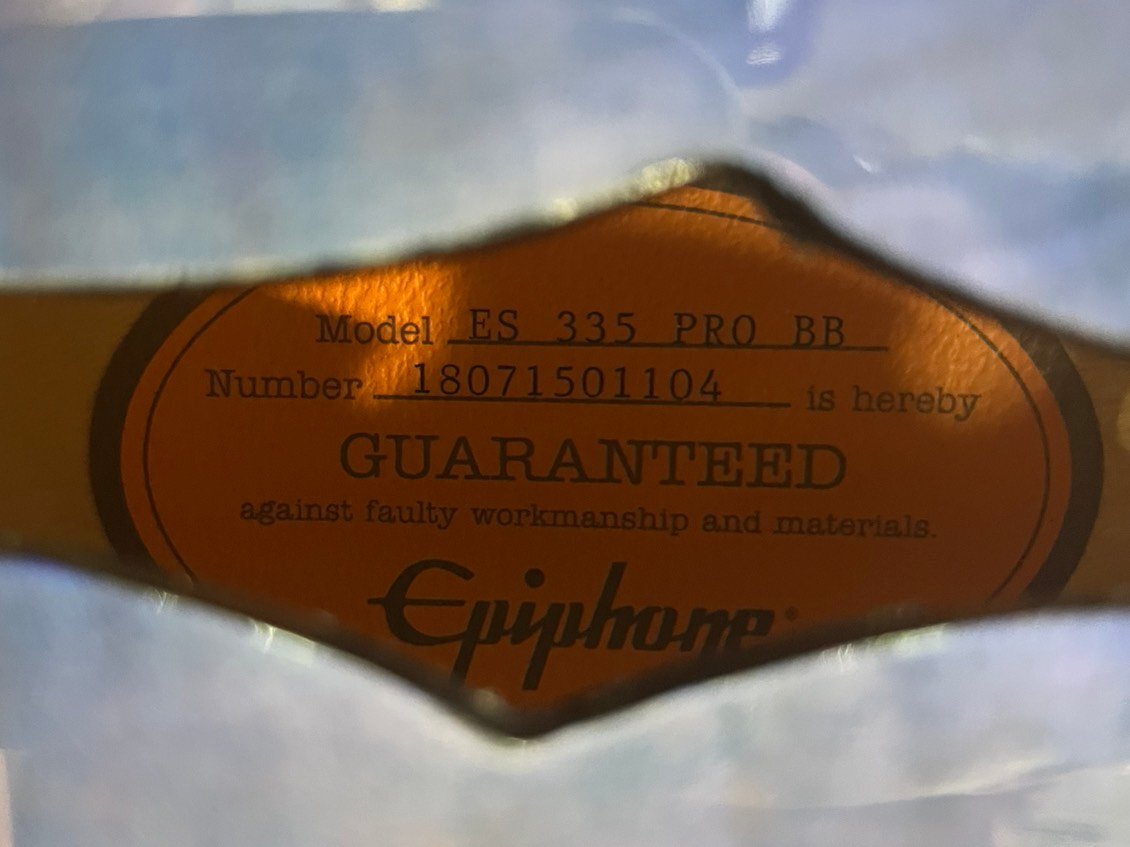 Model ES 335 PRO BB
Number 18071501104 is hereby
GUARANTEED
against faulty workmanship and materials.
Epiphone®